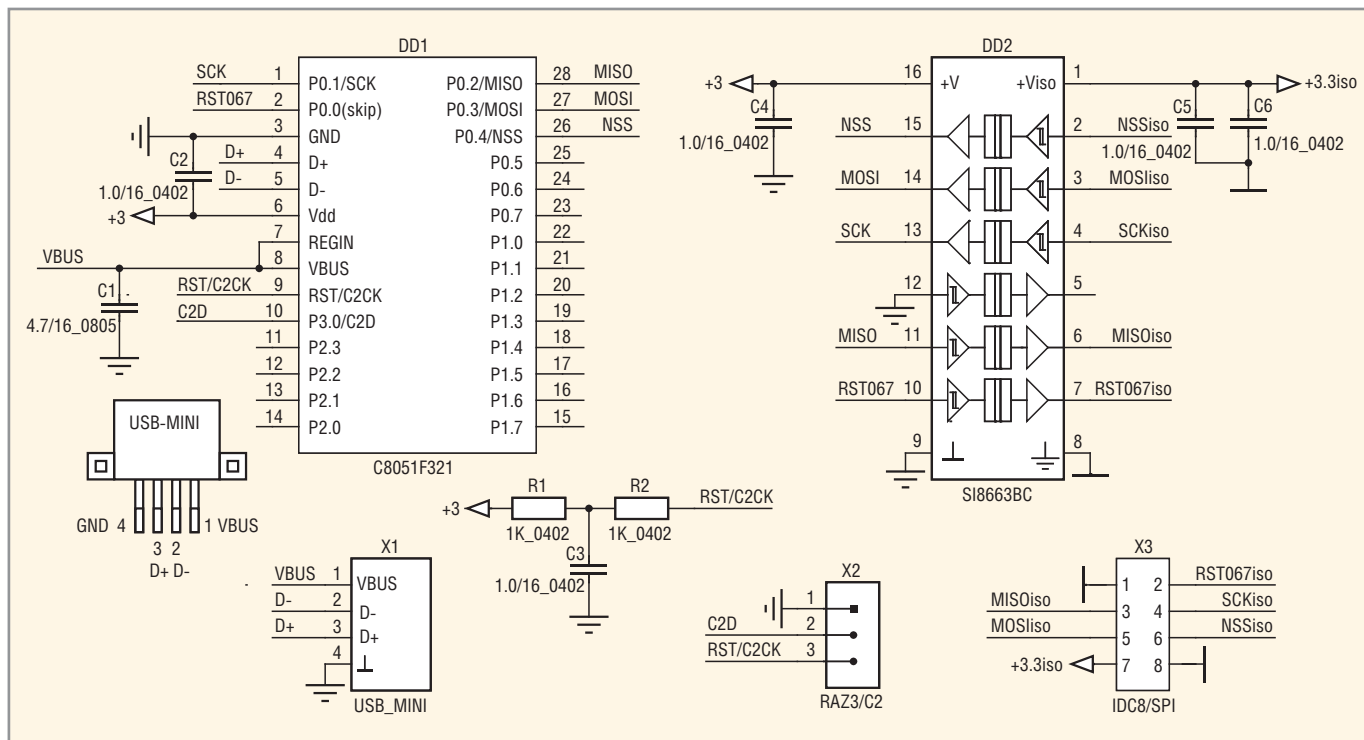 DD1
SCK 1 P0.1/SCK P0.2/MISO 28 MISO
RST067 2 P0.0(skip) P0.3/MOSI 27 MOSI
3 GND P0.4/NSS 26 NSS
C2
1.0/16_0402
D+ 4 D+ P0.5 25
D- 5 D- P0.6 24
+3 6 Vdd P0.7 23
7 REGIN P1.0 22
VBUS 8 VBUS P1.1 21
C1
4.7/16_0805
RST/C2CK 9 RST/C2CK P1.2 20
C2D 10 P3.0/C2D P1.3 19
11 P2.3 P1.4 18
12 P2.2 P1.5 17
13 P2.1 P1.6 16
14 P2.0 P1.7 15
C8051F321
DD2
+3 16 +V +Viso 1 +3.3iso
C4
1.0/16_0402
C5
1.0/16_0402
C6
1.0/16_0402
NSS 15 2 NSSiso
MOSI 14 3 MOSIiso
SCK 13 4 SCKiso
12 5
MISO 11 6 MISOiso
RST067 10 7 RST067iso
9 8
SI8663BC
USB-MINI
GND 4 1 VBUS
3 2
D+ D-
+3 R1 R2 RST/C2CK
1K_0402 1K_0402
C3
1.0/16_0402
X1
VBUS 1 VBUS
D- 2 D-
D+ 3 D+
4
USB_MINI
X2
1
C2D 2
RST/C2CK 3
RAZ3/C2
X3
1 2 RST067iso
MISOiso 3 4 SCKiso
MOSIiso 5 6 NSSiso
+3.3iso 7 8
IDC8/SPI